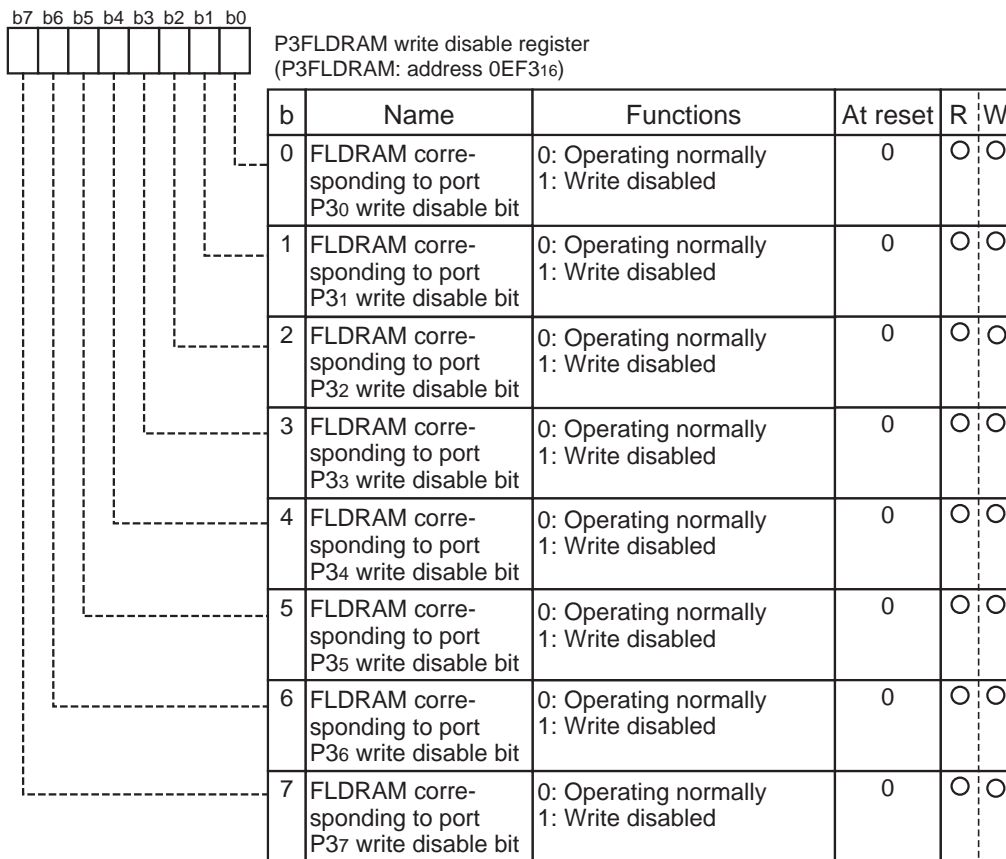 b7 b6 b5 b4 b3 b2 b1 b0
P3FLDRAM write disable register
(P3FLDRAM: address 0EF316)
b Name Functions At reset R W
0 FLDRAM corre- 0: Operating normally 0 O O
sponding to port 1: Write disabled
P30 write disable bit
1 FLDRAM corre- 0: Operating normally 0 O O
sponding to port 1: Write disabled
P31 write disable bit
2 FLDRAM corre- 0: Operating normally 0 O O
sponding to port 1: Write disabled
P32 write disable bit
3 FLDRAM corre- 0: Operating normally 0 O O
sponding to port 1: Write disabled
P33 write disable bit
4 FLDRAM corre- 0: Operating normally 0 O O
sponding to port 1: Write disabled
P34 write disable bit
5 FLDRAM corre- 0: Operating normally 0 O O
sponding to port 1: Write disabled
P35 write disable bit
6 FLDRAM corre- 0: Operating normally 0 O O
sponding to port 1: Write disabled
P36 write disable bit
7 FLDRAM corre- 0: Operating normally 0 O O
sponding to port 1: Write disabled
P37 write disable bit